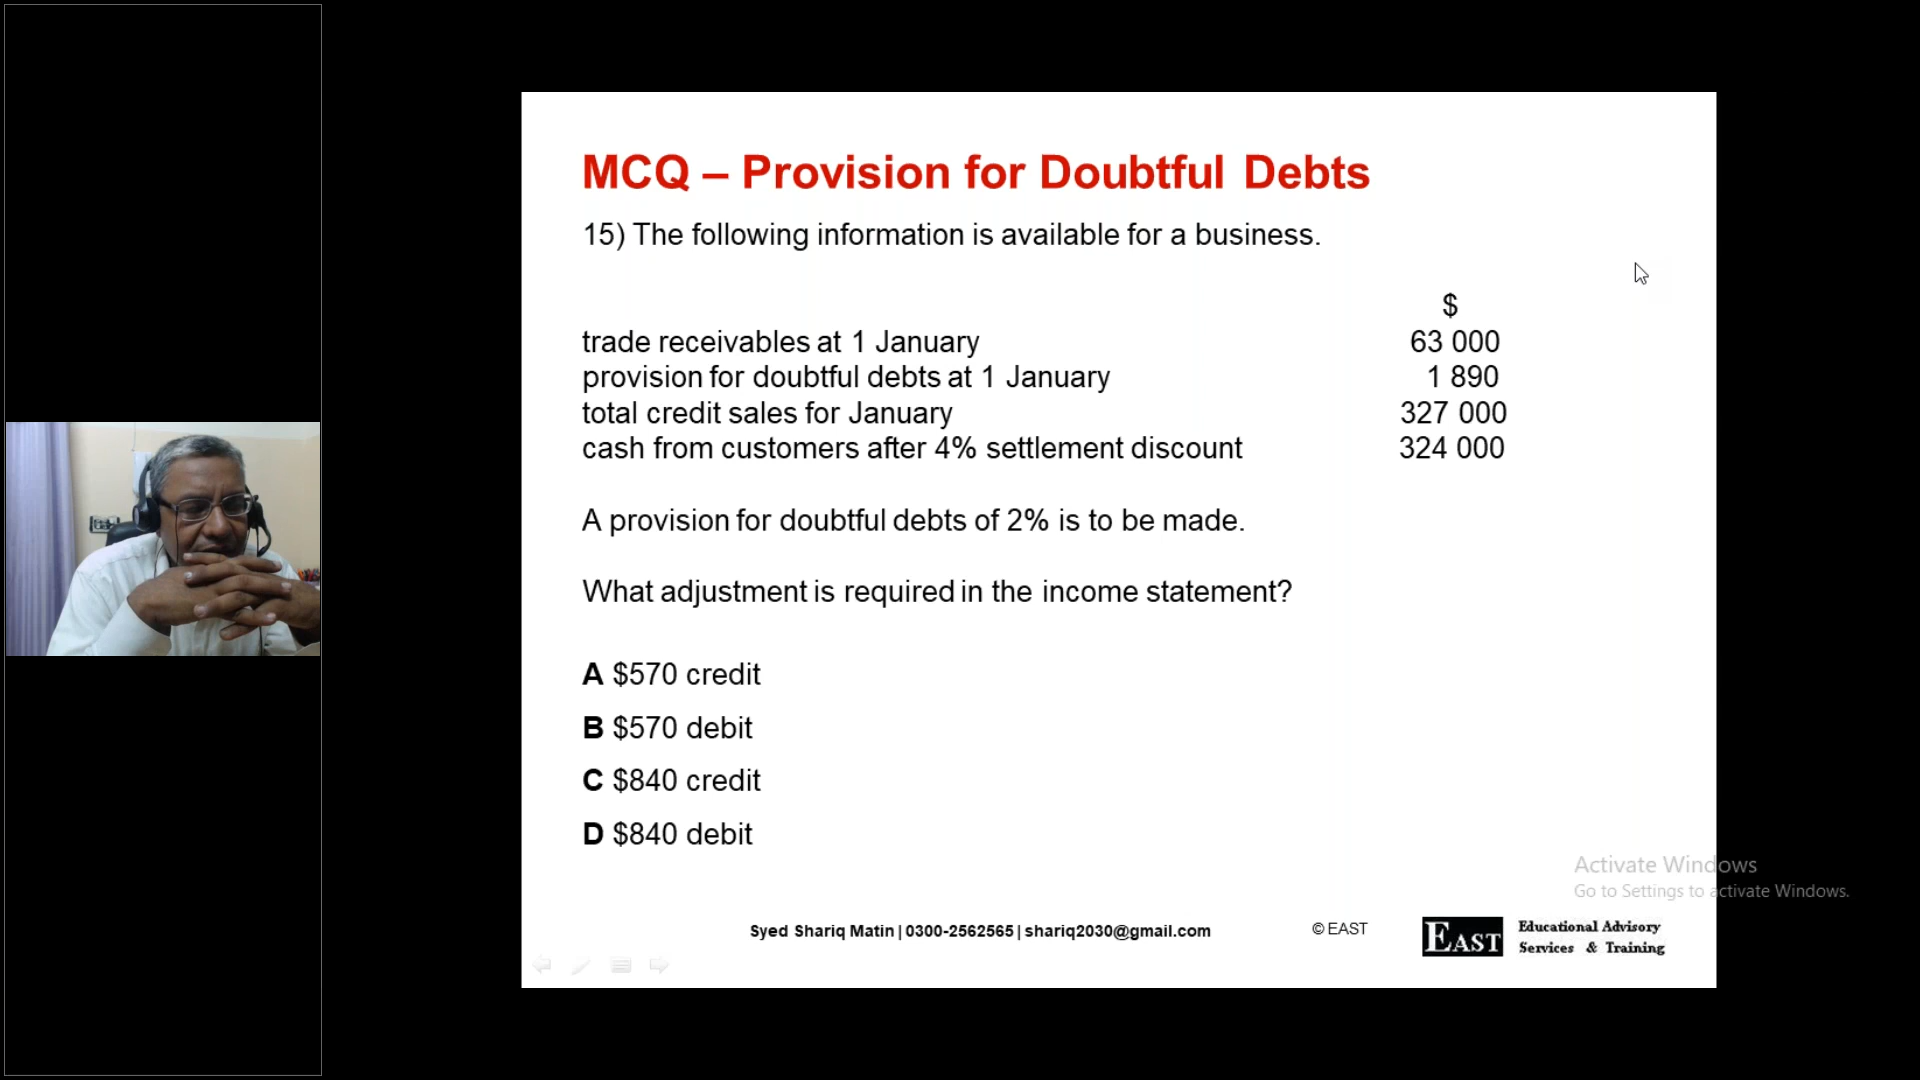 MCQ – Provision for Doubtful Debts
15) The following information is available for a business.
$
trade receivables at 1 January 63 000
provision for doubtful debts at 1 January 1 890
total credit sales for January 327 000
cash from customers after 4% settlement discount 324 000
A provision for doubtful debts of 2% is to be made.
What adjustment is required in the income statement?
A $570 credit
B $570 debit
C $840 credit
D $840 debit
Activate Windows
Go to Settings to activate Windows.
Syed Shariq Matin | 0300-2562565 | shariq2030@gmail.com
© EAST
EAST
Educational Advisory
Services & Training